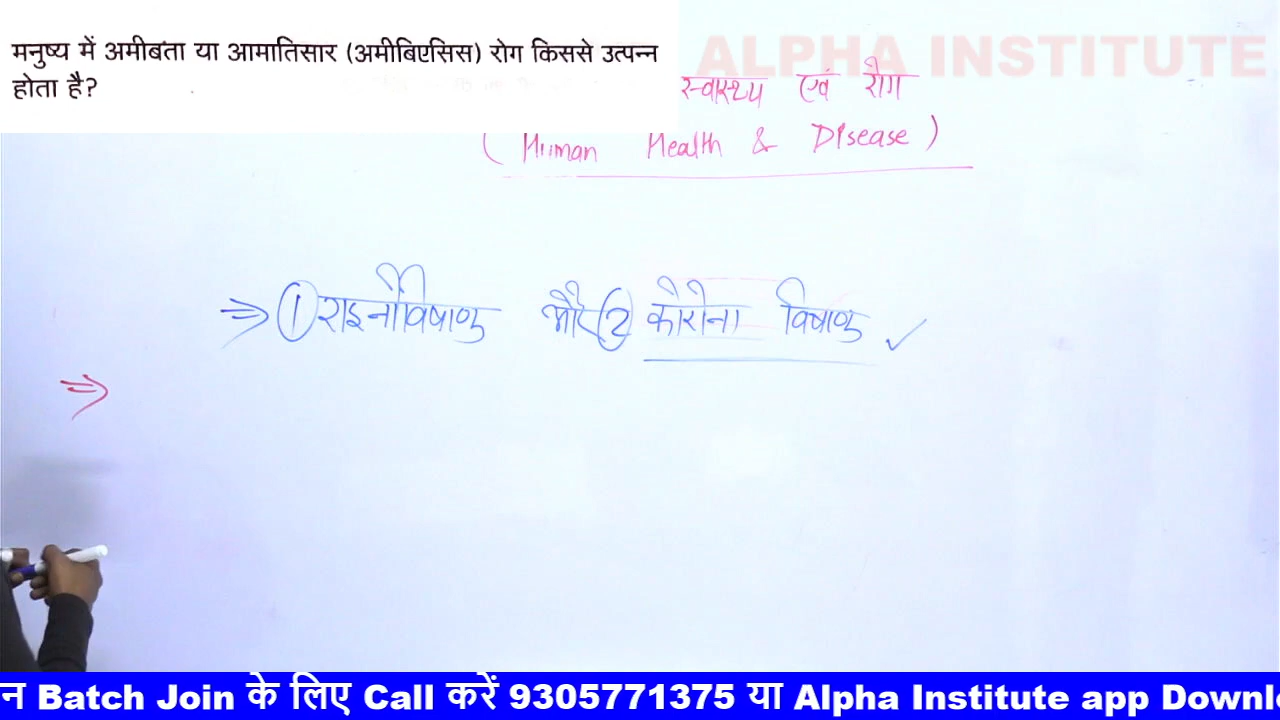 मनुष्य में अमीबता या आमातिसार (अमीबिएसिस) रोग किससे उत्पन्न
होता है?
ALPHA INSTITUTE
स्वास्थ्य एवं रोग
( Human Health & Disease )
⇒ ① राइनोविषाणु और ② कोरोना विषाणु ✓
⇒
न Batch Join के लिए Call करें 9305771375 या Alpha Institute app Downl